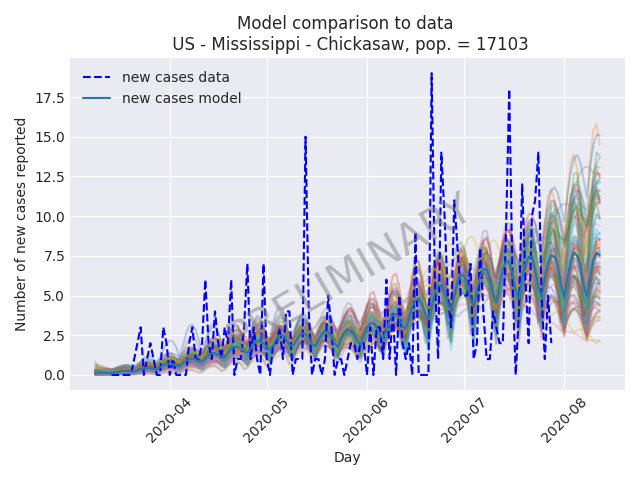 Model comparison to data
US - Mississippi - Chickasaw, pop. = 17103
new cases data
new cases model
PRELIMINARY
Number of new cases reported
17.5
15.0
12.5
10.0
7.5
5.0
2.5
0.0
2020-04
2020-05
2020-06
2020-07
2020-08
Day